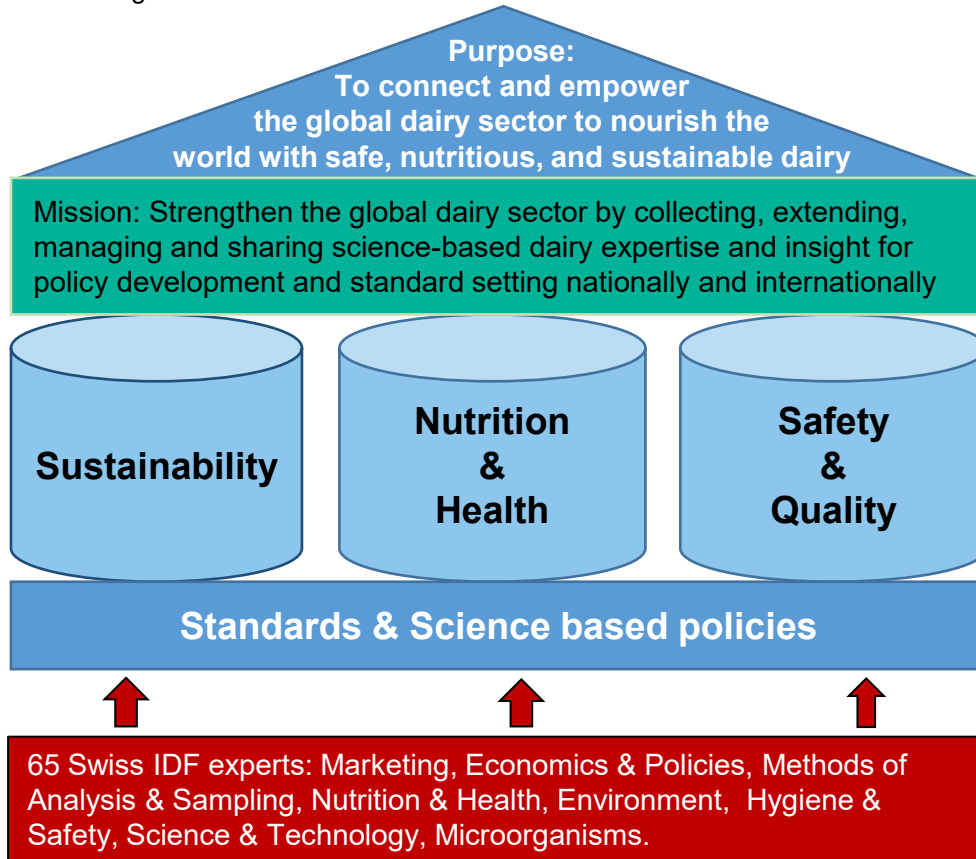 Purpose:
To connect and empower
the global dairy sector to nourish the
world with safe, nutritious, and sustainable dairy
Mission: Strengthen the global dairy sector by collecting, extending,
managing and sharing science-based dairy expertise and insight for
policy development and standard setting nationally and internationally
Sustainability
Nutrition
&
Health
Safety
&
Quality
Standards & Science based policies
65 Swiss IDF experts: Marketing, Economics & Policies, Methods of
Analysis & Sampling, Nutrition & Health, Environment,  Hygiene &
Safety, Science & Technology, Microorganisms.